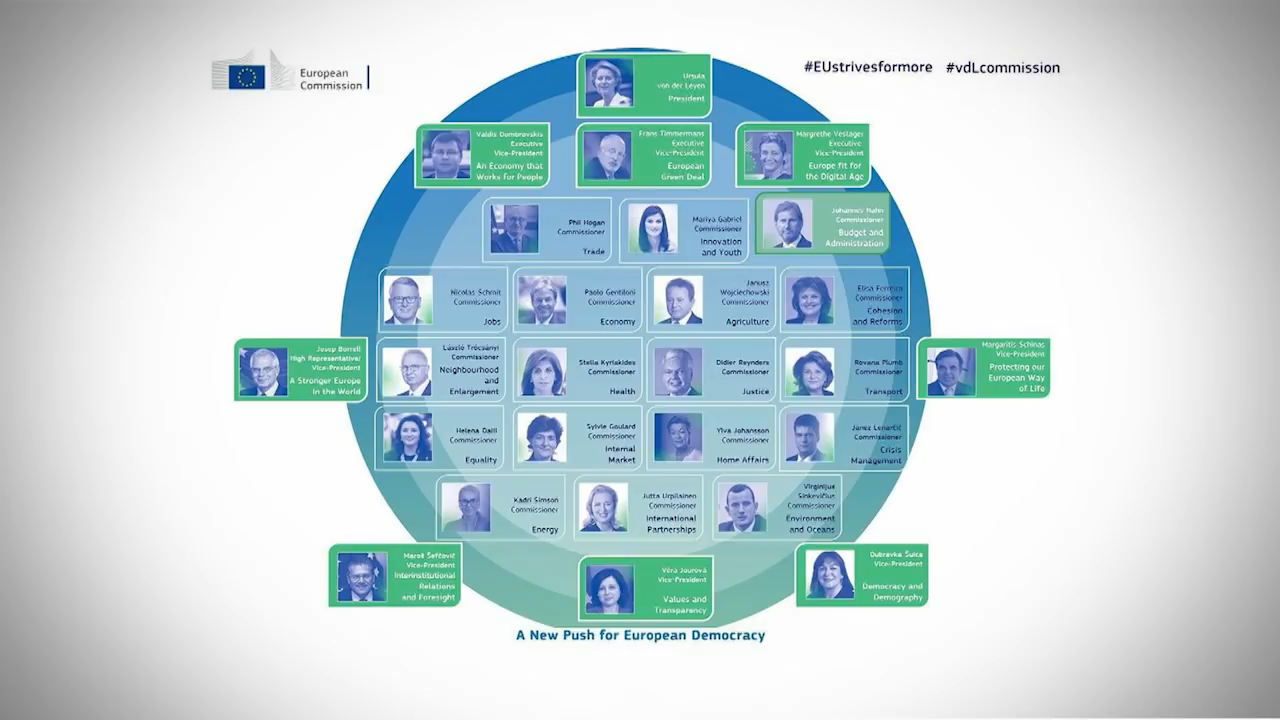 European
Commission
#EUstrivesformore #vdLcommission
Ursula
von der Leyen
President
Valdis Dombrovskis
Executive
Vice-President
An Economy that
Works for People
Frans Timmermans
Executive
Vice-President
European
Green Deal
Margrethe Vestager
Executive
Vice-President
Europe fit for
the Digital Age
Phil Hogan
Commissioner
Trade
Mariya Gabriel
Commissioner
Innovation
and Youth
Johannes Hahn
Commissioner
Budget and
Administration
Nicolas Schmit
Commissioner
Jobs
Paolo Gentiloni
Commissioner
Economy
Janusz
Wojciechowski
Commissioner
Agriculture
Elisa Ferreira
Commissioner
Cohesion
and Reforms
Josep Borrell
High Representative/
Vice-President
A Stronger Europe
in the World
László Trócsányi
Commissioner
Neighbourhood
and
Enlargement
Stella Kyriakides
Commissioner
Health
Didier Reynders
Commissioner
Justice
Rovana Plumb
Commissioner
Transport
Margaritis Schinas
Vice-President
Protecting our
European Way
of Life
Helena Dalli
Commissioner
Equality
Sylvie Goulard
Commissioner
Internal
Market
Ylva Johansson
Commissioner
Home Affairs
Janez Lenarčič
Commissioner
Crisis
Management
Kadri Simson
Commissioner
Energy
Jutta Urpilainen
Commissioner
International
Partnerships
Virginijus
Sinkevičius
Commissioner
Environment
and Oceans
Maroš Šefčovič
Vice-President
Interinstitutional
Relations
and Foresight
Věra Jourová
Vice-President
Values and
Transparency
Dubravka Šuica
Vice-President
Democracy and
Demography
A New Push for European Democracy